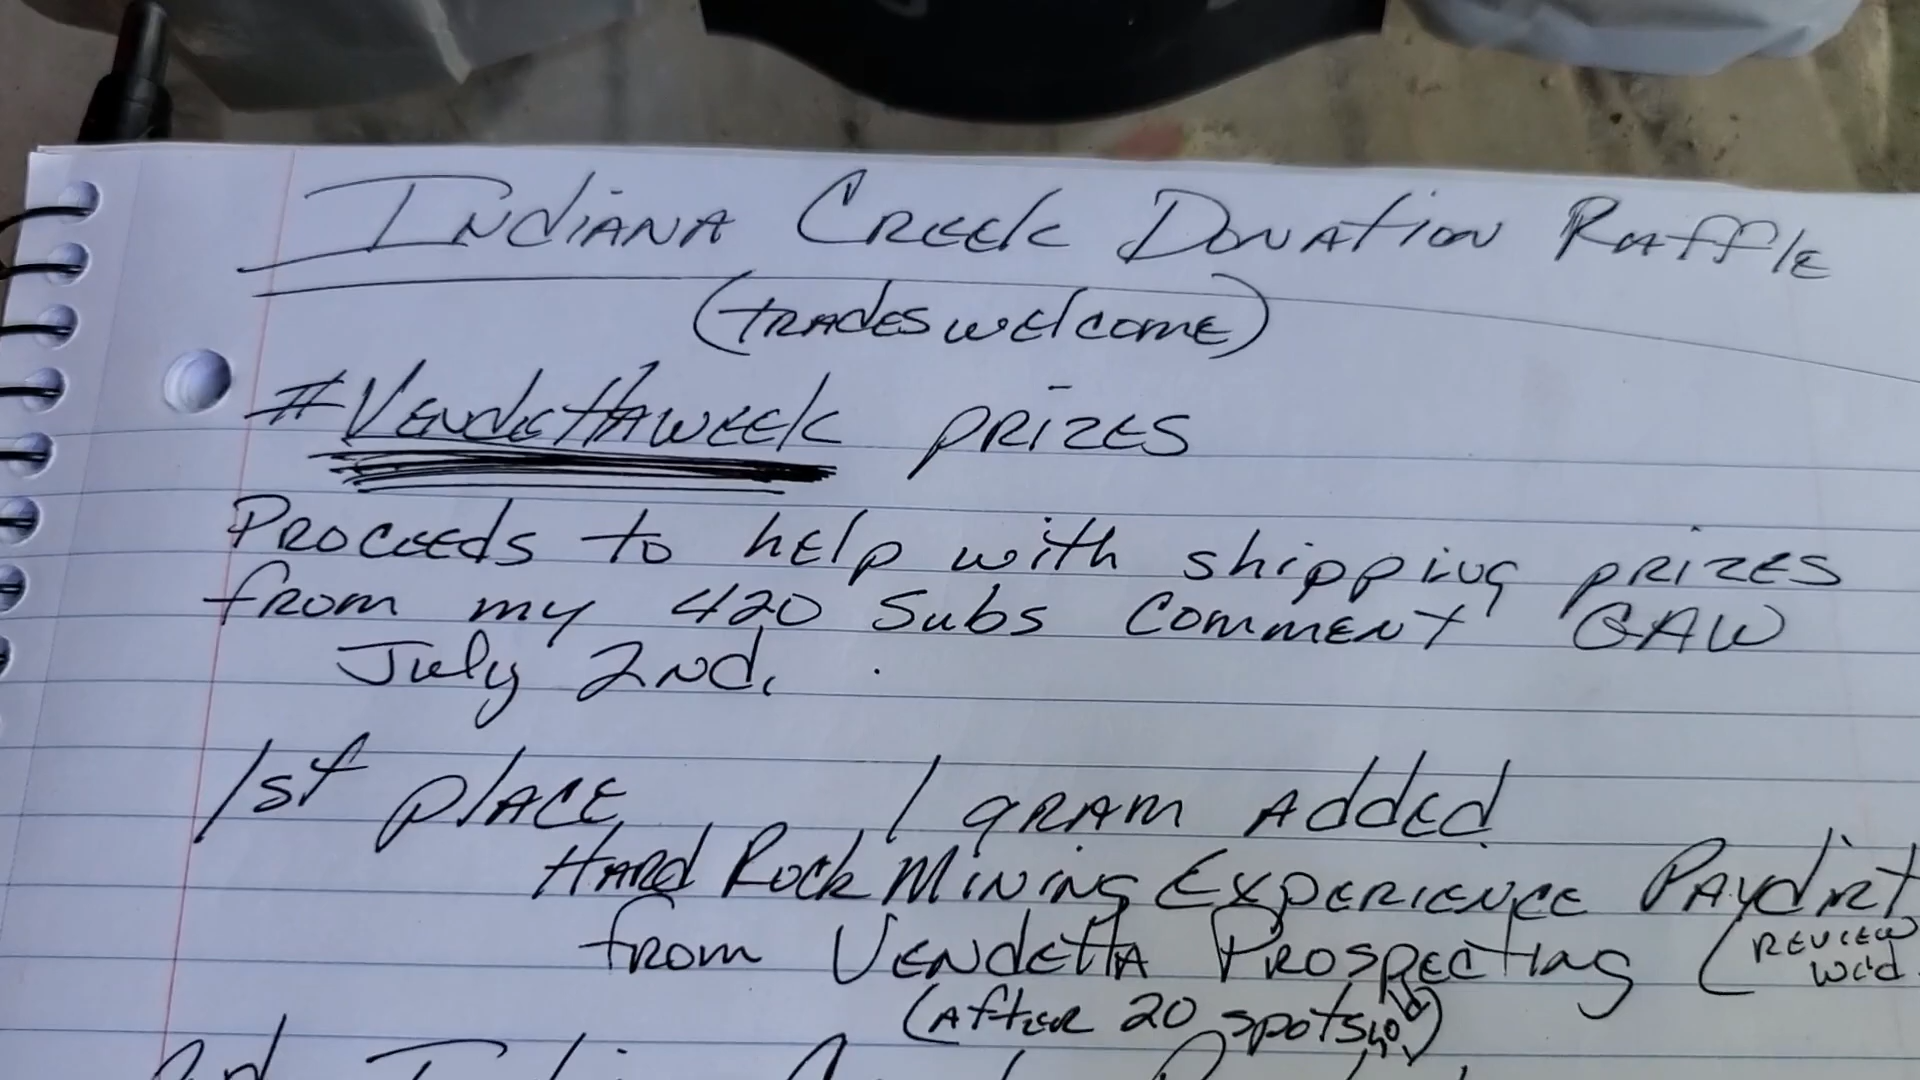 Indiana Creek Donation Raffle
(trades welcome)
#Vendettaweek prizes
Proceeds to help with shipping prizes
from my 420 Subs Comment GAW
July 2nd.
1st place 1 gram added
Hard Rock Mining Experience Paydirt
from Vendetta Prospecting (Review
Wed.
(after 20 spots